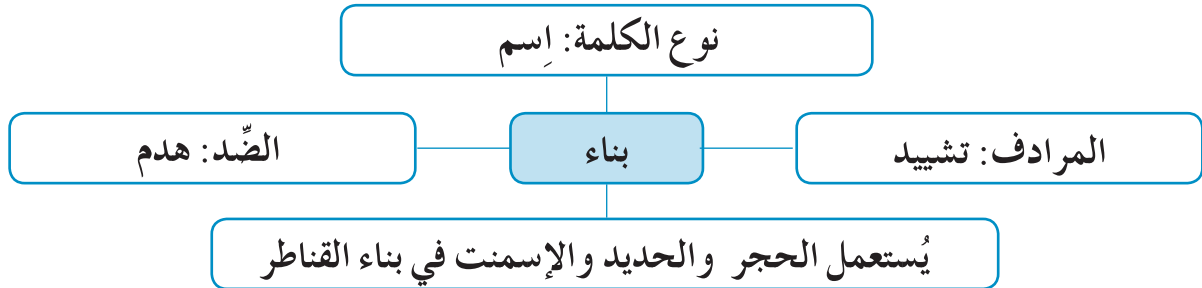 نوع الكلمة: اِسم
المرادف: تشييد
بناء
الضِّد: هدم
يُستعمل الحجر والحديد والإسمنت في بناء القناطر